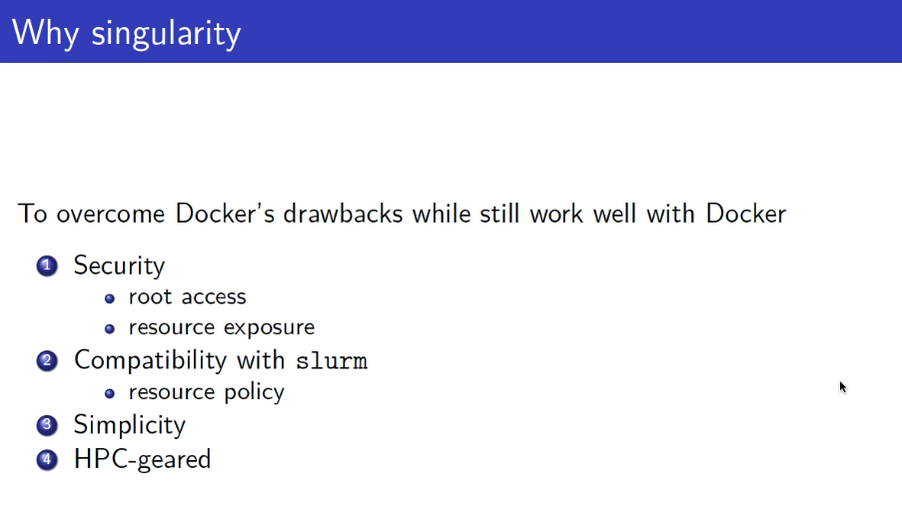 Why singularity
To overcome Docker's drawbacks while still work well with Docker
1 Security
root access
resource exposure
2 Compatibility with slurm
resource policy
3 Simplicity
4 HPC-geared